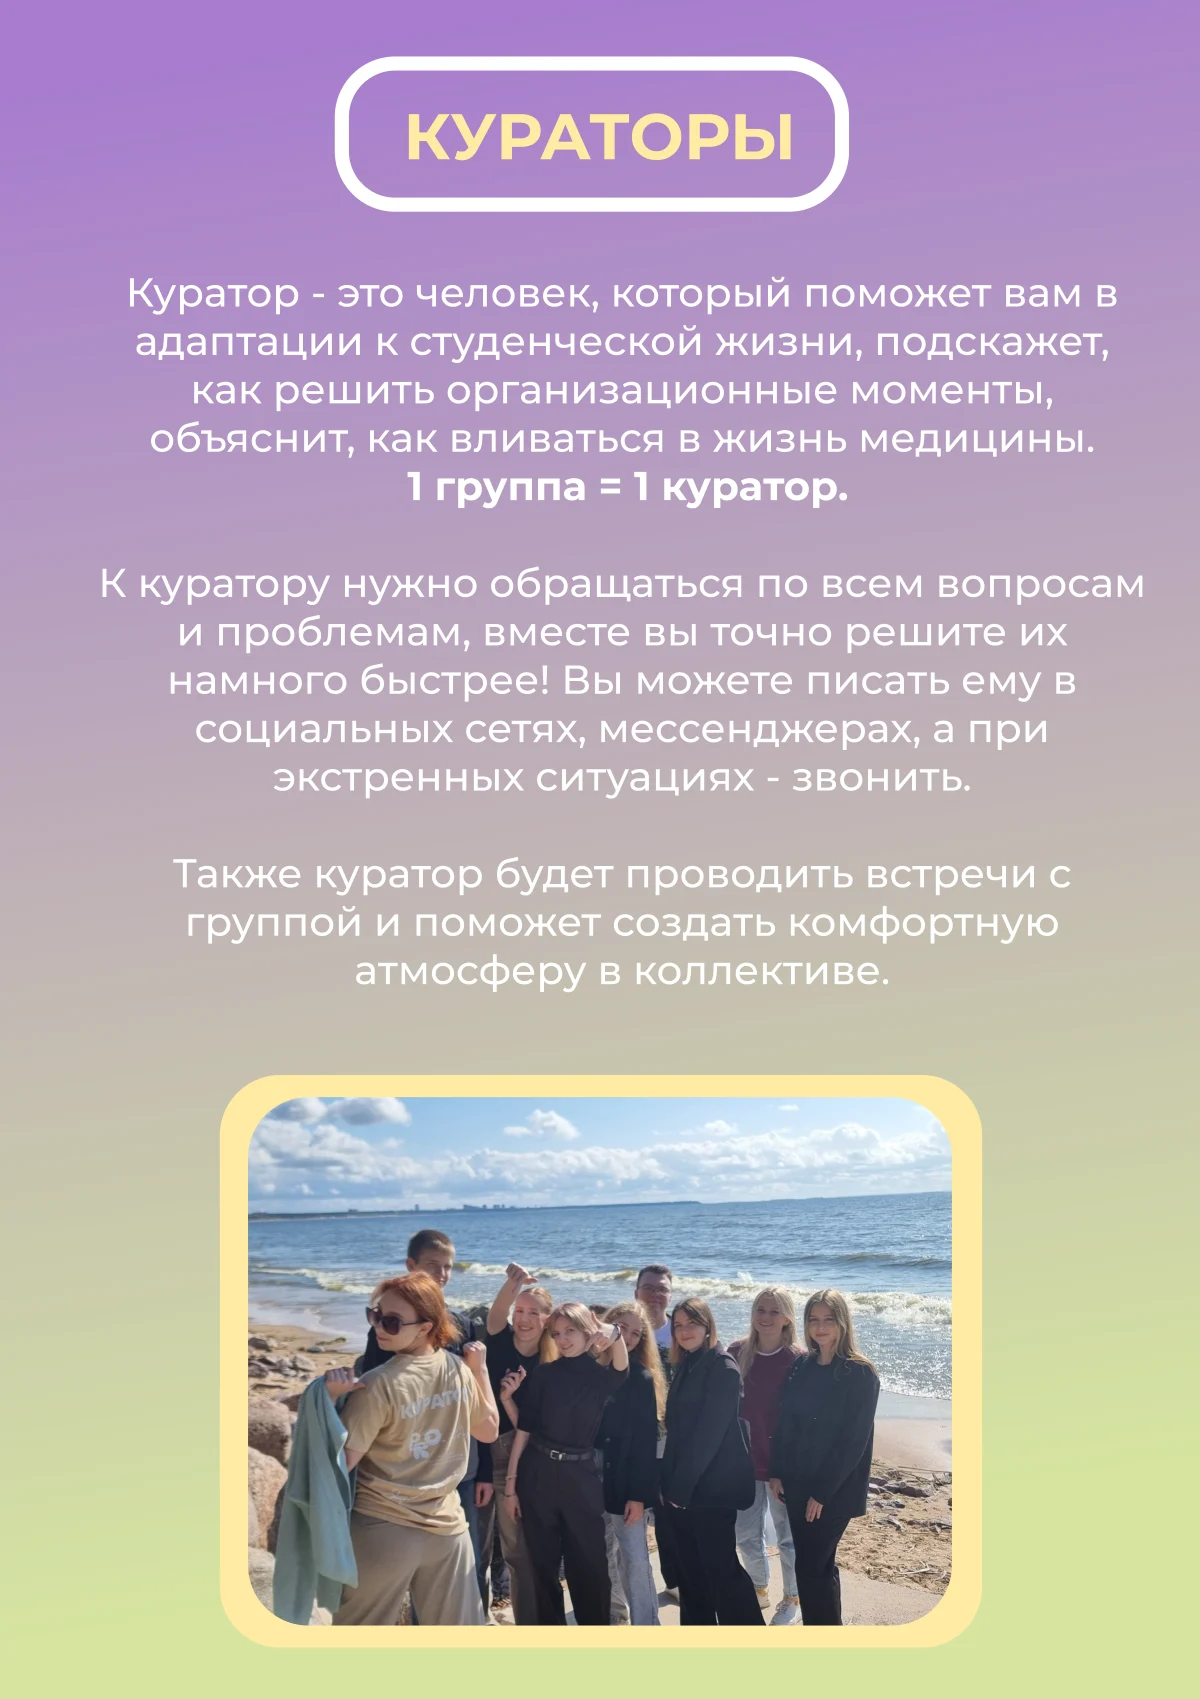 КУРАТОРЫ
Куратор - это человек, который поможет вам в
адаптации к студенческой жизни, подскажет,
как решить организационные моменты,
объяснит, как вливаться в жизнь медицины.
1 группа = 1 куратор.
К куратору нужно обращаться по всем вопросам
и проблемам, вместе вы точно решите их
намного быстрее! Вы можете писать ему в
социальных сетях, мессенджерах, а при
экстренных ситуациях - звонить.
Также куратор будет проводить встречи с
группой и поможет создать комфортную
атмосферу в коллективе.